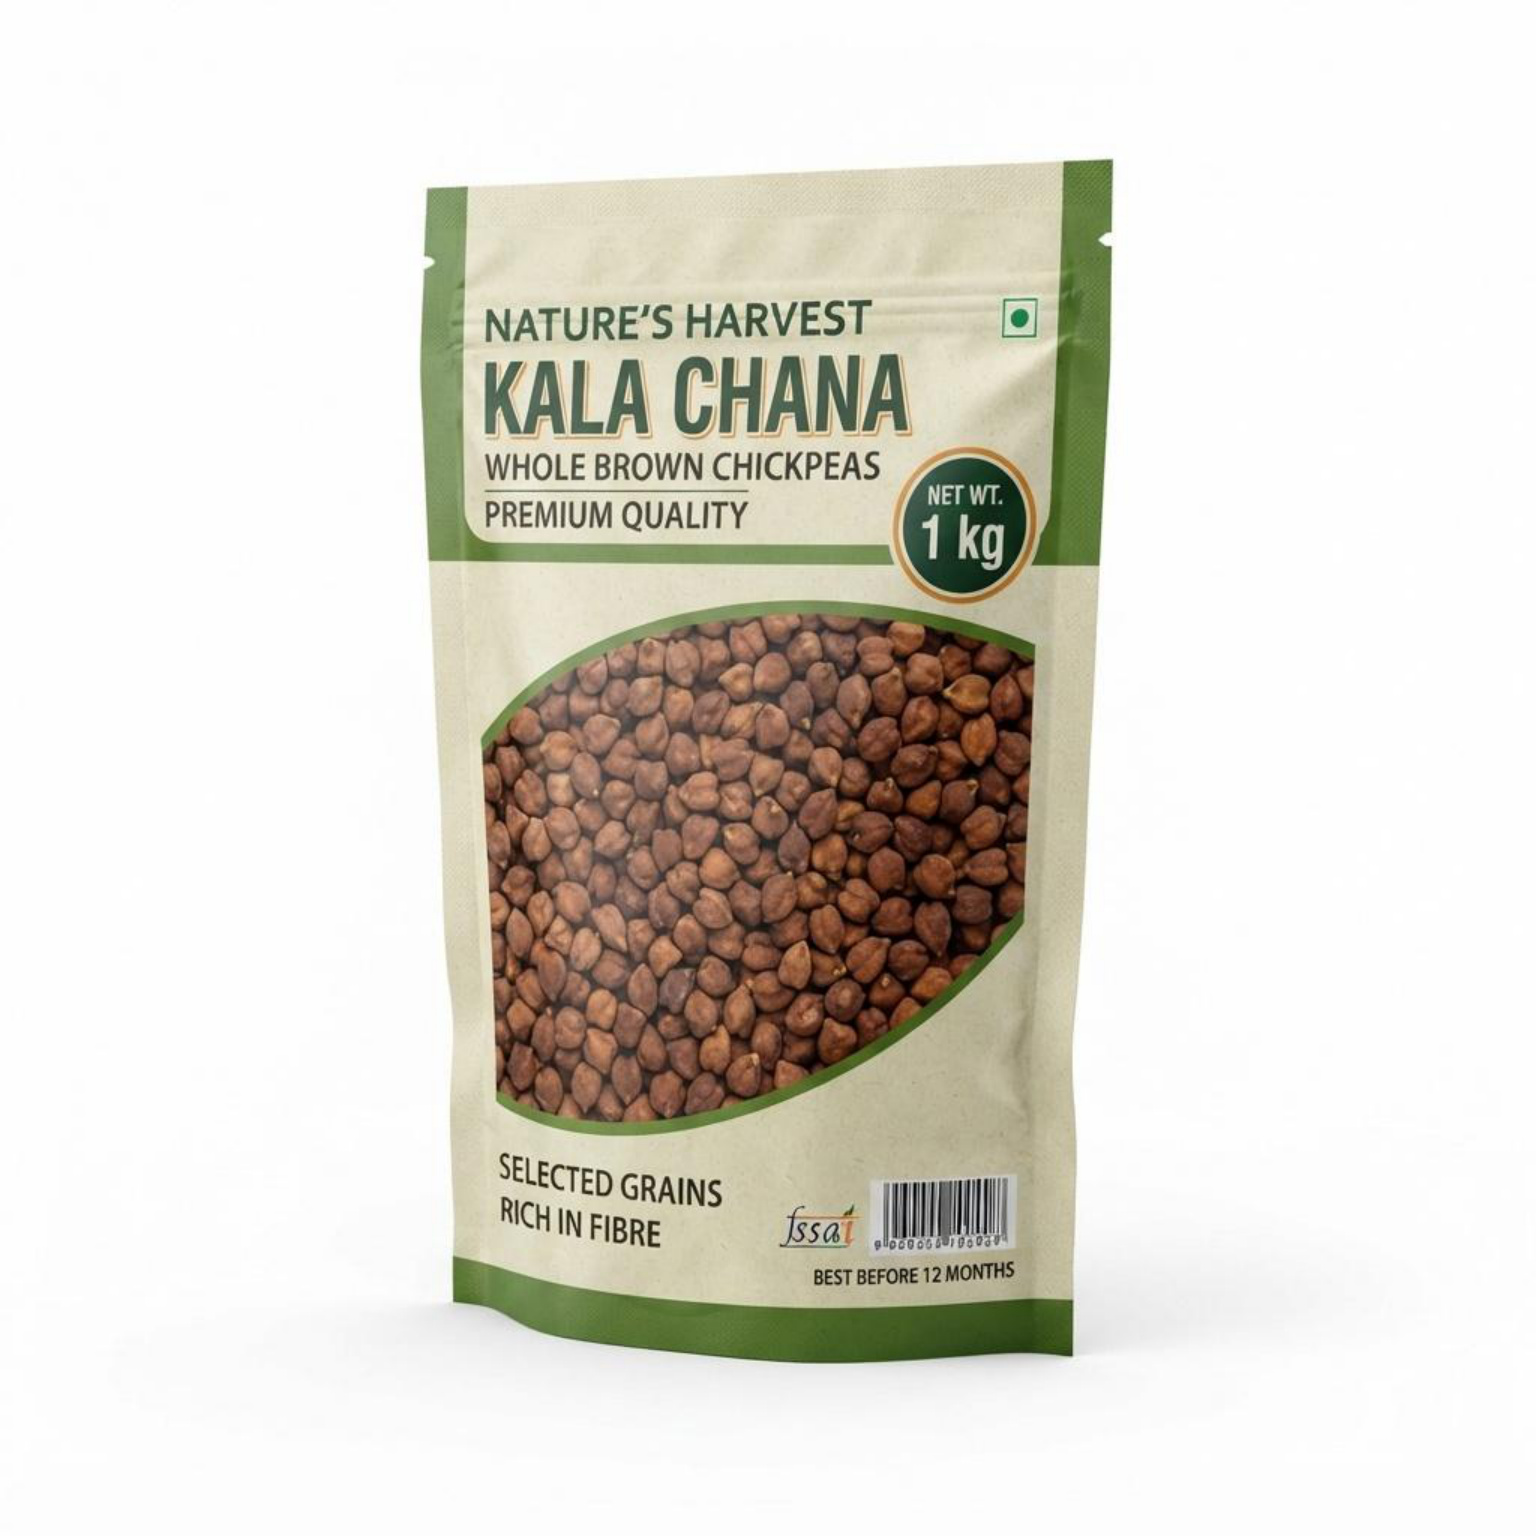 NATURE'S HARVEST
KALA CHANA
WHOLE BROWN CHICKPEAS
PREMIUM QUALITY
NET WT.
1 kg
SELECTED GRAINS
RICH IN FIBRE
fssai
BEST BEFORE 12 MONTHS